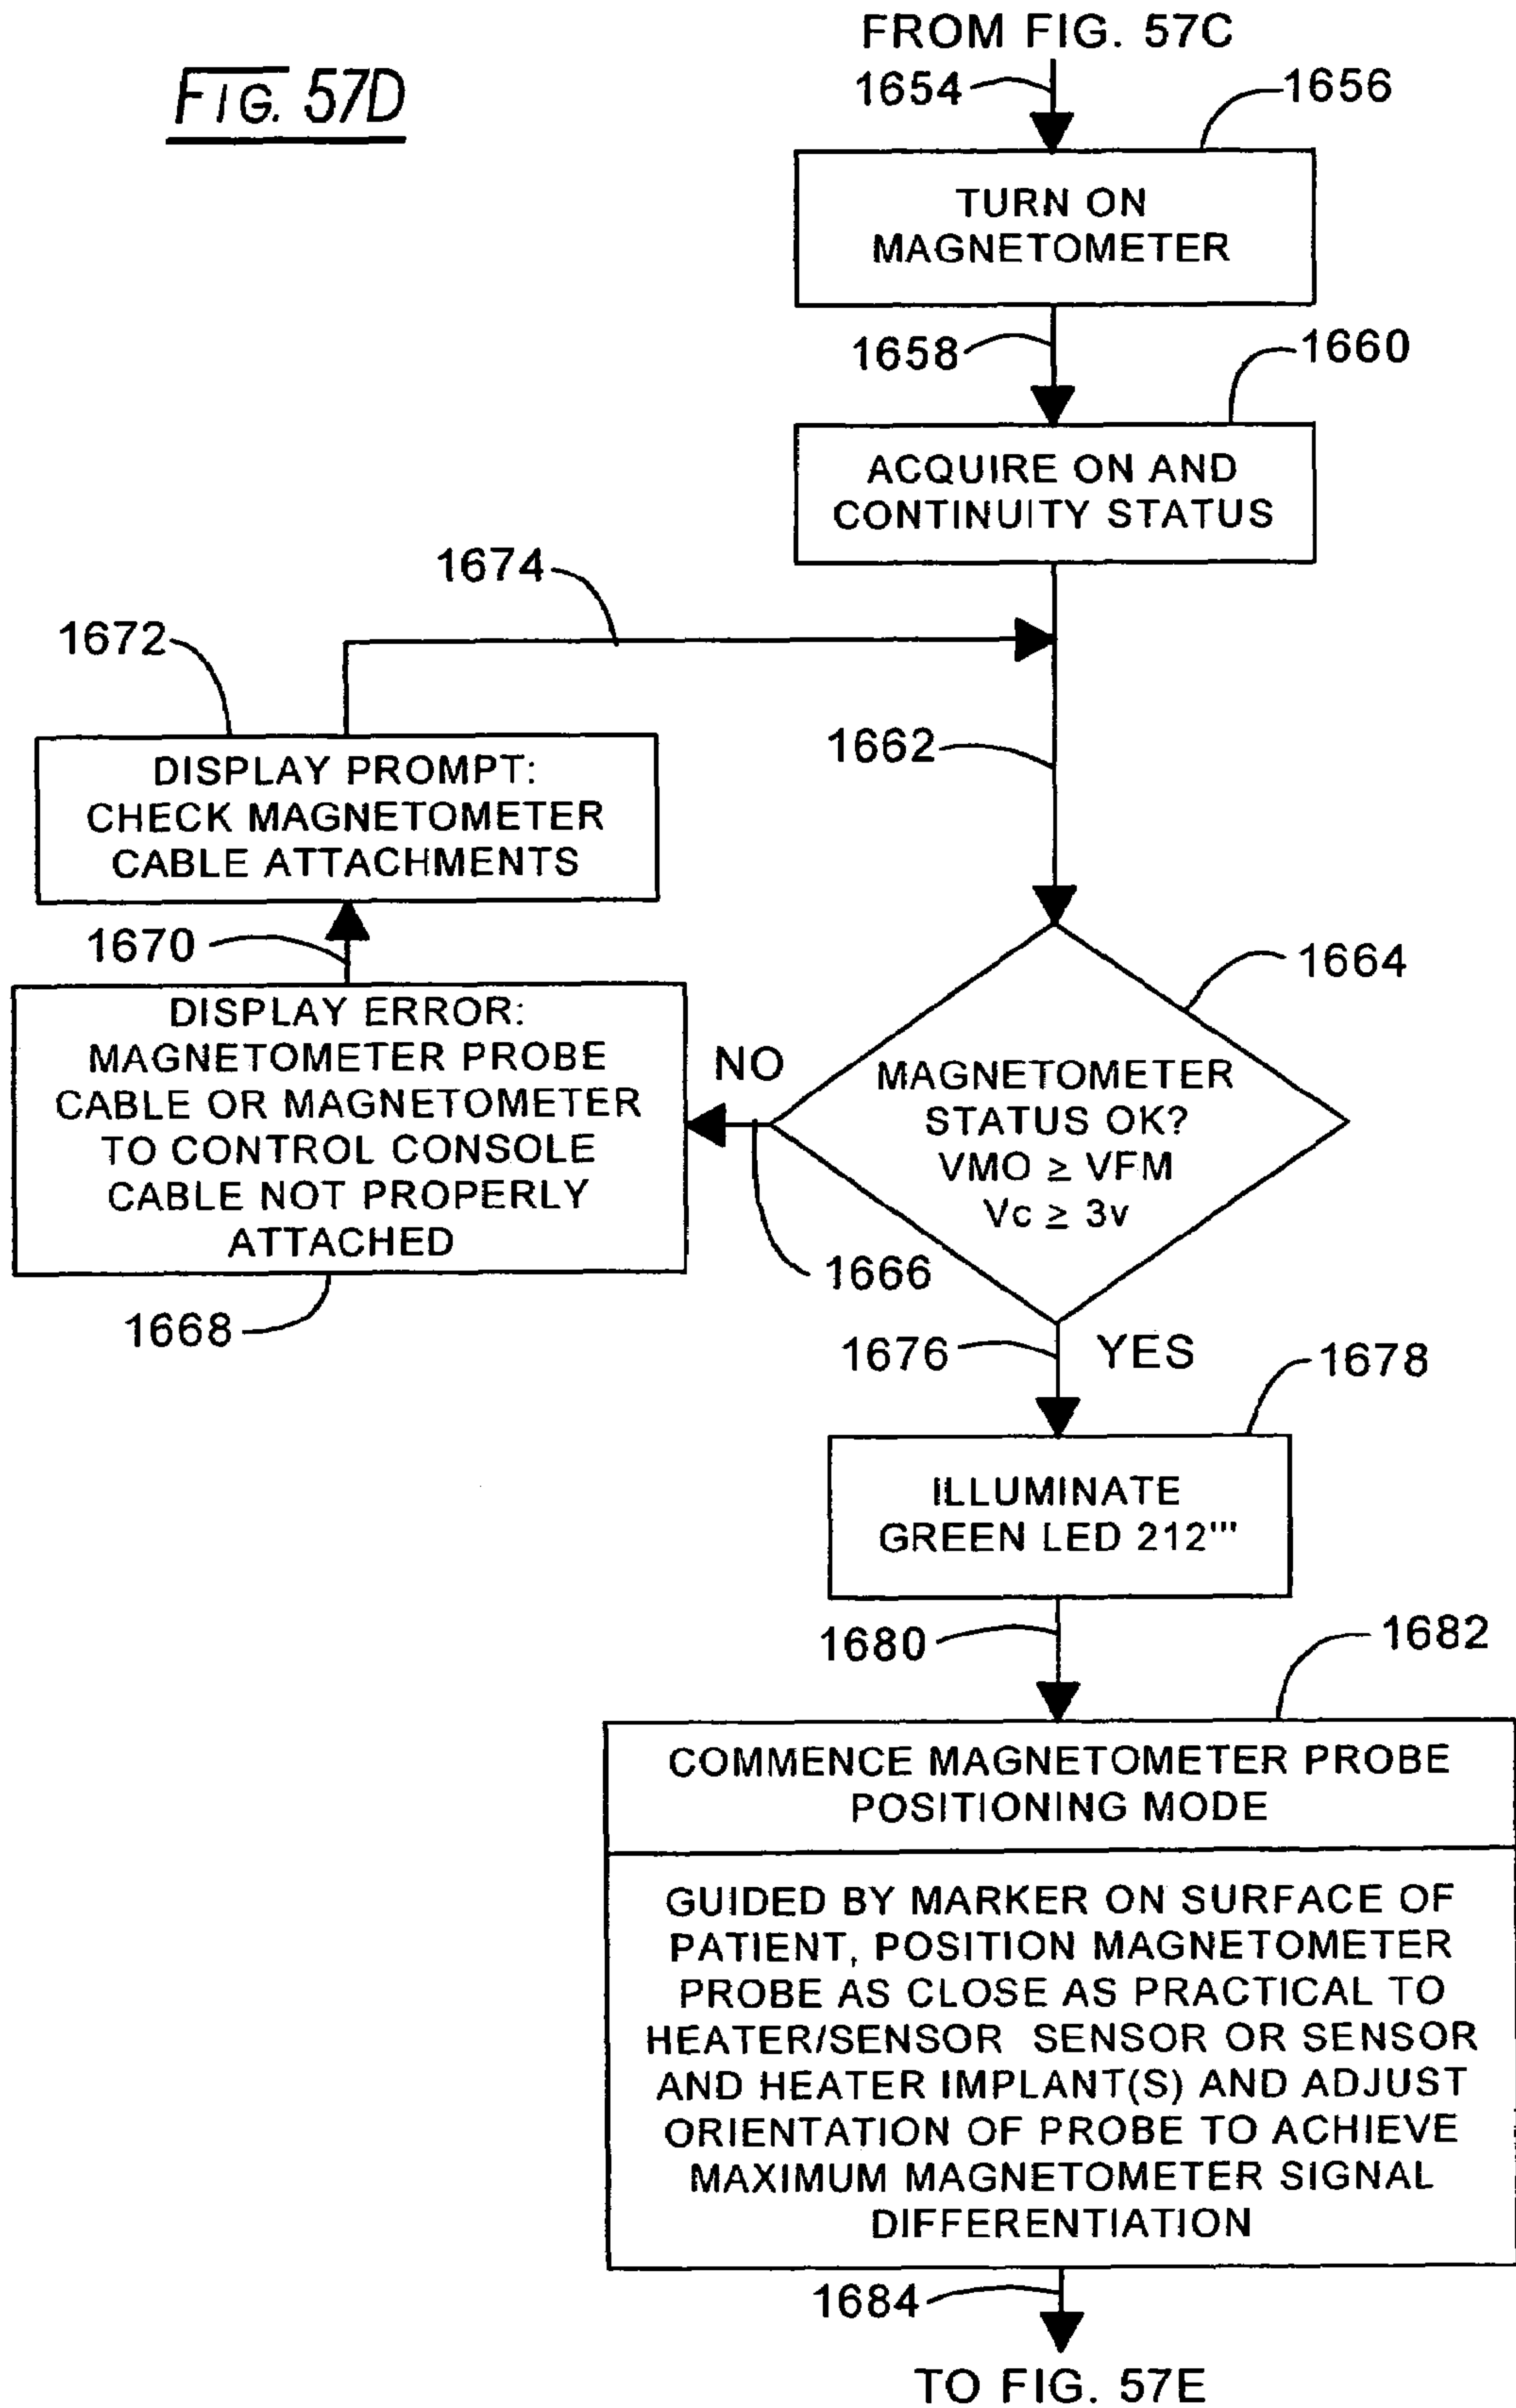 FIG. 57D
FROM FIG. 57C
1654
1656
TURN ON
MAGNETOMETER
1658
1660
ACQUIRE ON AND
CONTINUITY STATUS
1674
1672
1662
DISPLAY PROMPT:
CHECK MAGNETOMETER
CABLE ATTACHMENTS
1670
1664
DISPLAY ERROR:
MAGNETOMETER PROBE
CABLE OR MAGNETOMETER
TO CONTROL CONSOLE
CABLE NOT PROPERLY
ATTACHED
NO
MAGNETOMETER
STATUS OK?
VMO ≥ VFM
Vc ≥ 3v
1666
1668
1676
YES
1678
ILLUMINATE
GREEN LED 212'''
1680
1682
COMMENCE MAGNETOMETER PROBE
POSITIONING MODE
GUIDED BY MARKER ON SURFACE OF
PATIENT, POSITION MAGNETOMETER
PROBE AS CLOSE AS PRACTICAL TO
HEATER/SENSOR SENSOR OR SENSOR
AND HEATER IMPLANT(S) AND ADJUST
ORIENTATION OF PROBE TO ACHIEVE
MAXIMUM MAGNETOMETER SIGNAL
DIFFERENTIATION
1684
TO FIG. 57E